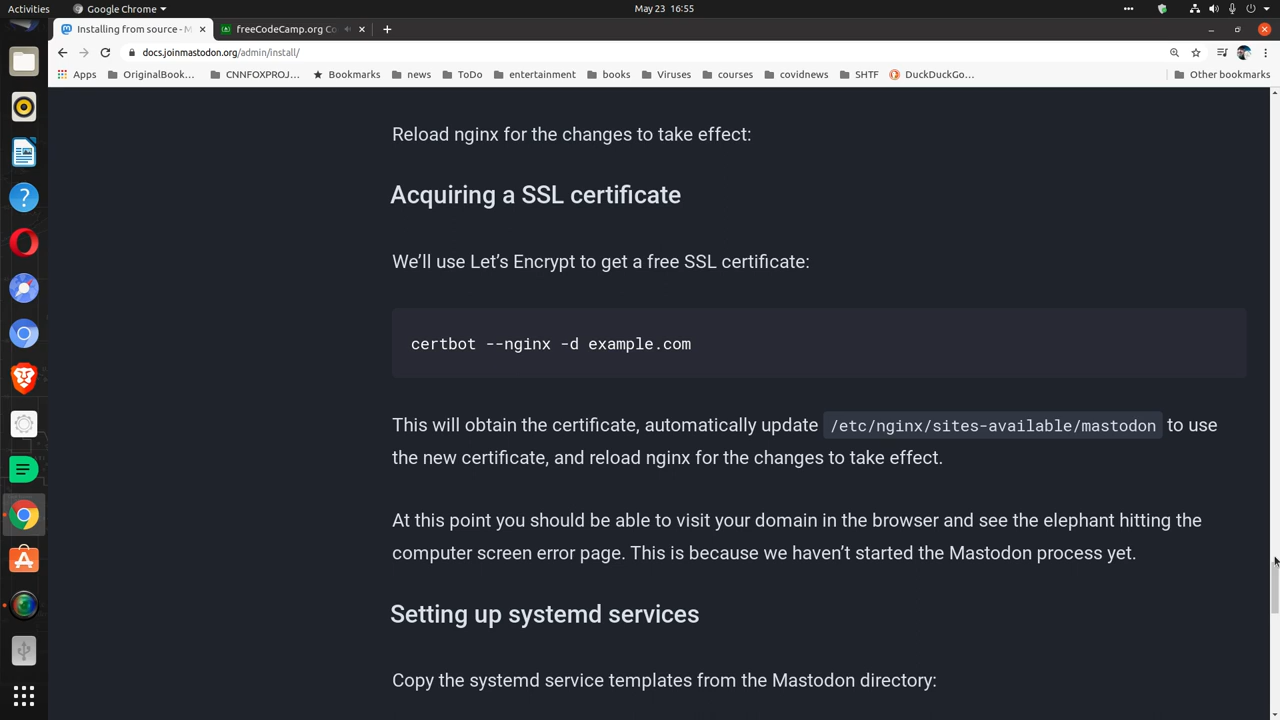 Activities
Google Chrome
May 23 16:55
Installing from source - M
freeCodeCamp.org Co
docs.joinmastodon.org/admin/install/
Apps
OriginalBook...
CNNFOXPROJ...
Bookmarks
news
ToDo
entertainment
books
Viruses
courses
covidnews
SHTF
DuckDuckGo...
Other bookmarks
Reload nginx for the changes to take effect:
Acquiring a SSL certificate
We'll use Let's Encrypt to get a free SSL certificate:
certbot --nginx -d example.com
This will obtain the certificate, automatically update /etc/nginx/sites-available/mastodon to use
the new certificate, and reload nginx for the changes to take effect.
At this point you should be able to visit your domain in the browser and see the elephant hitting the
computer screen error page. This is because we haven't started the Mastodon process yet.
Setting up systemd services
Copy the systemd service templates from the Mastodon directory: